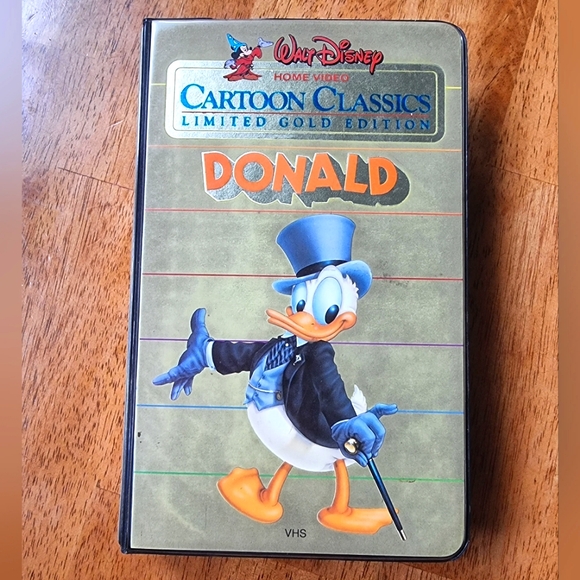 WALT DISNEY
HOME VIDEO
CARTOON CLASSICS
LIMITED GOLD EDITION
DONALD
VHS